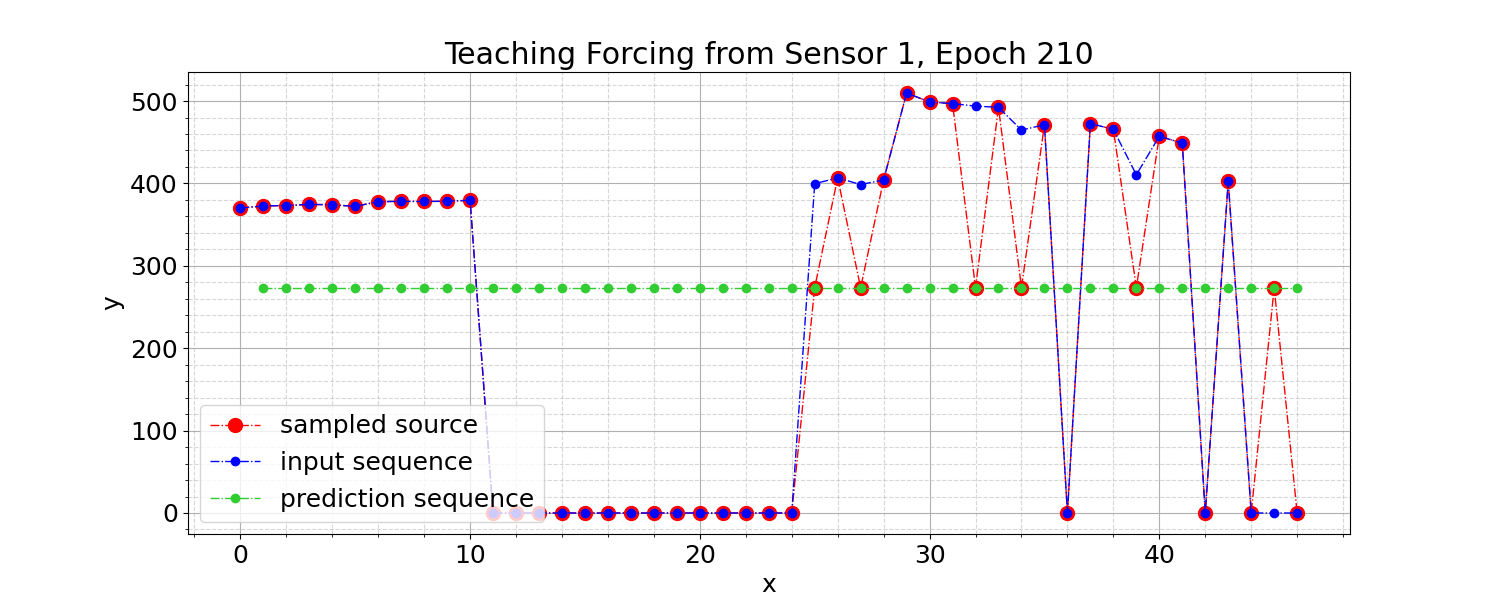 Teaching Forcing from Sensor 1, Epoch 210
y
500
400
300
200
100
0
sampled source
input sequence
prediction sequence
0 10 20 30 40
x